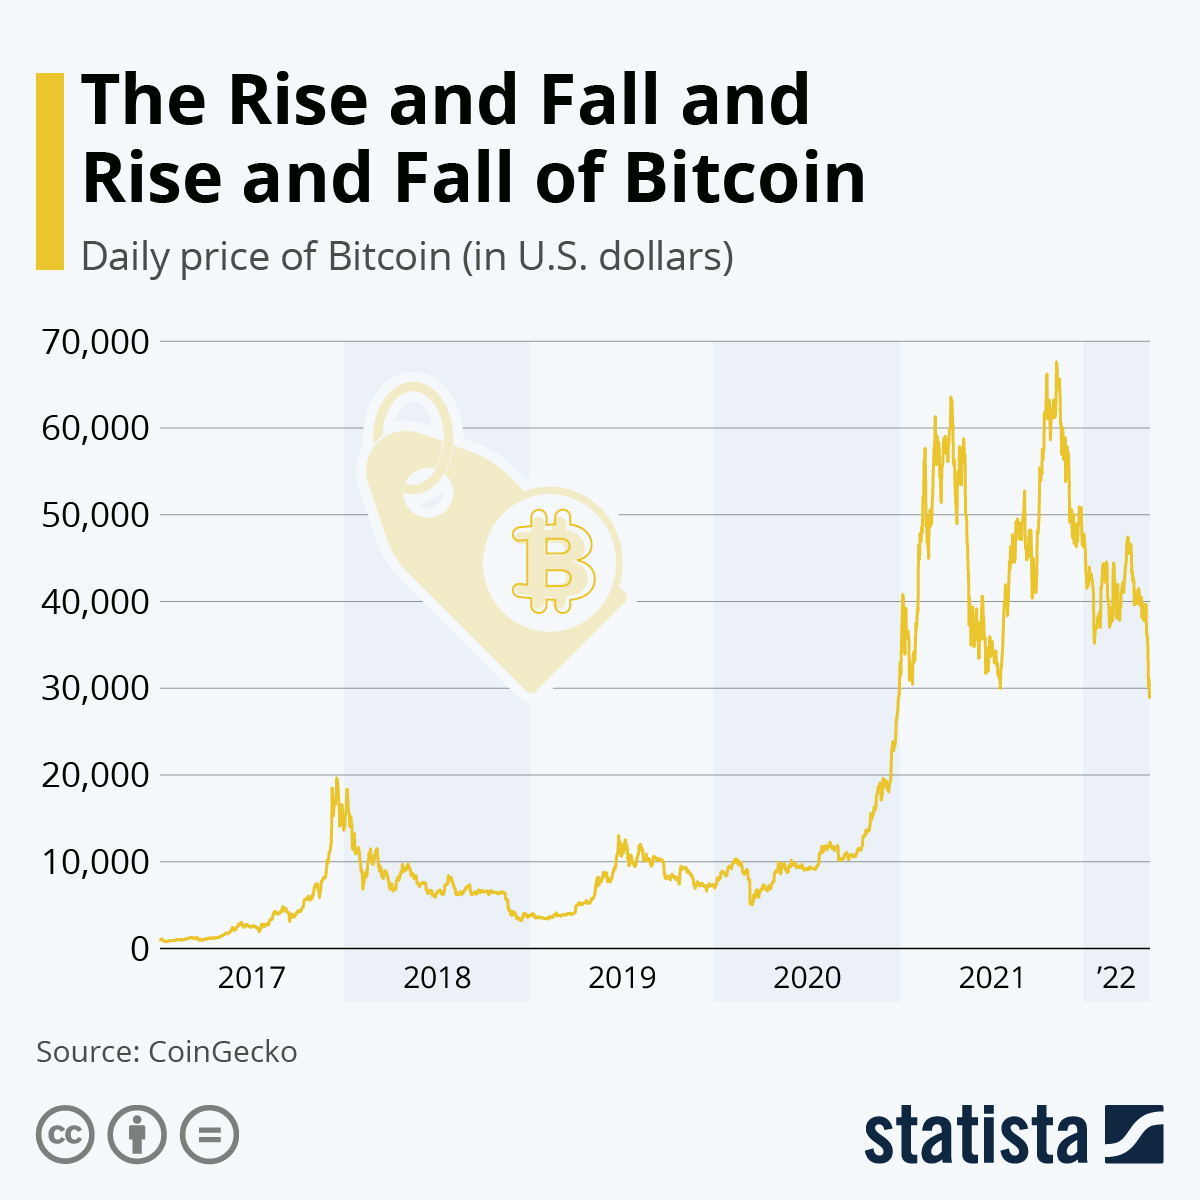 The Rise and Fall and
Rise and Fall of Bitcoin
Daily price of Bitcoin (in U.S. dollars)
70,000
60,000
50,000
40,000
30,000
20,000
10,000
0
2017 2018 2019 2020 2021 ’22
Source: CoinGecko
cc
statista